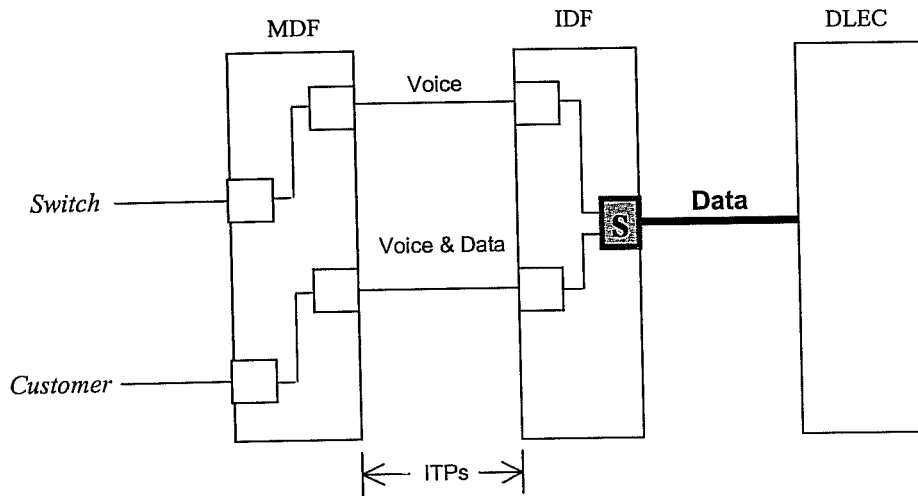 MDF
IDF
DLEC
Voice
Switch
S
Data
Voice & Data
Customer
ITPs